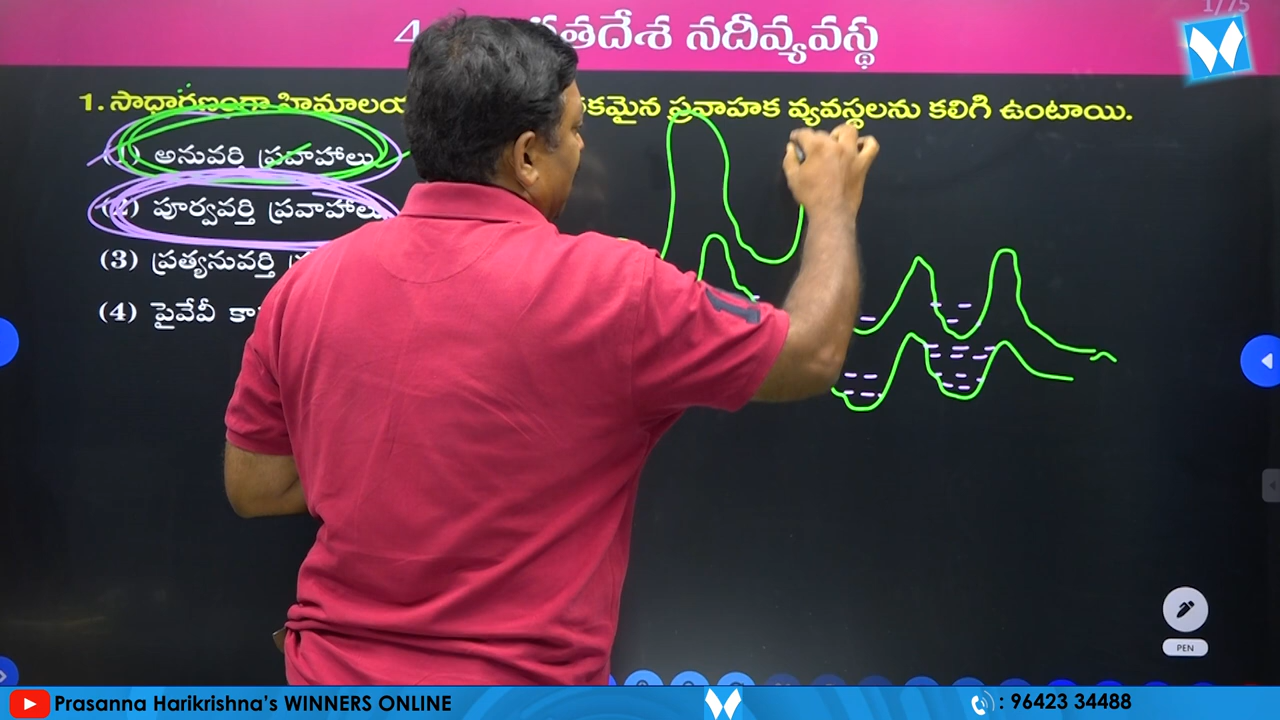 1/75
4. తదేశ నదీవ్యవస్థ
1. సాధారణంగా హిమాలయ కమైన ప్రవాహక వ్యవస్థలను కలిగి ఉంటాయి.
(1) అనువర్తి ప్రవాహాలు
(2) పూర్వవర్తి ప్రవాహాలు
(3) ప్రత్యనువర్తి
(4) పైవేవీ కా
PEN
Prasanna Harikrishna's WINNERS ONLINE : 96423 34488